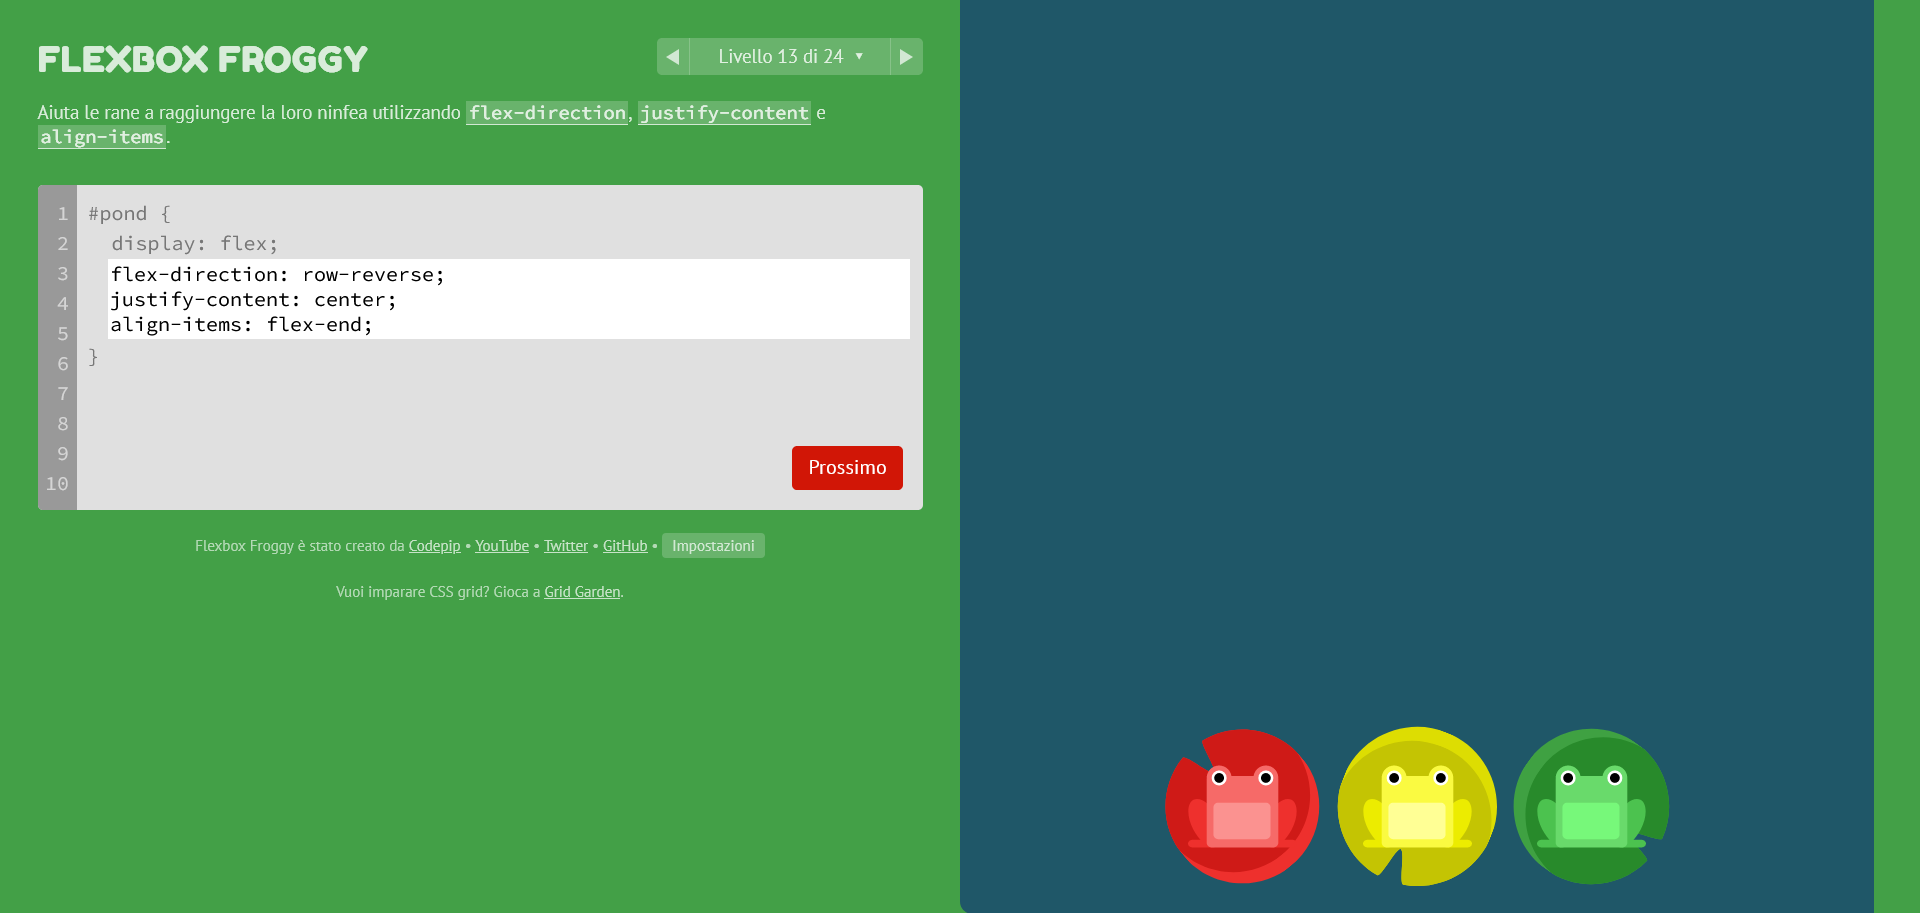 FLEXBOX FROGGY
◀ Livello 13 di 24 ▼ ▶
Aiuta le rane a raggiungere la loro ninfea utilizzando flex-direction, justify-content e
align-items.
1 #pond {
2 display: flex;
3 flex-direction: row-reverse;
4 justify-content: center;
5 align-items: flex-end;
6 }
7
8
9
10
Prossimo
Flexbox Froggy è stato creato da Codepip • YouTube • Twitter • GitHub • Impostazioni
Vuoi imparare CSS grid? Gioca a Grid Garden.